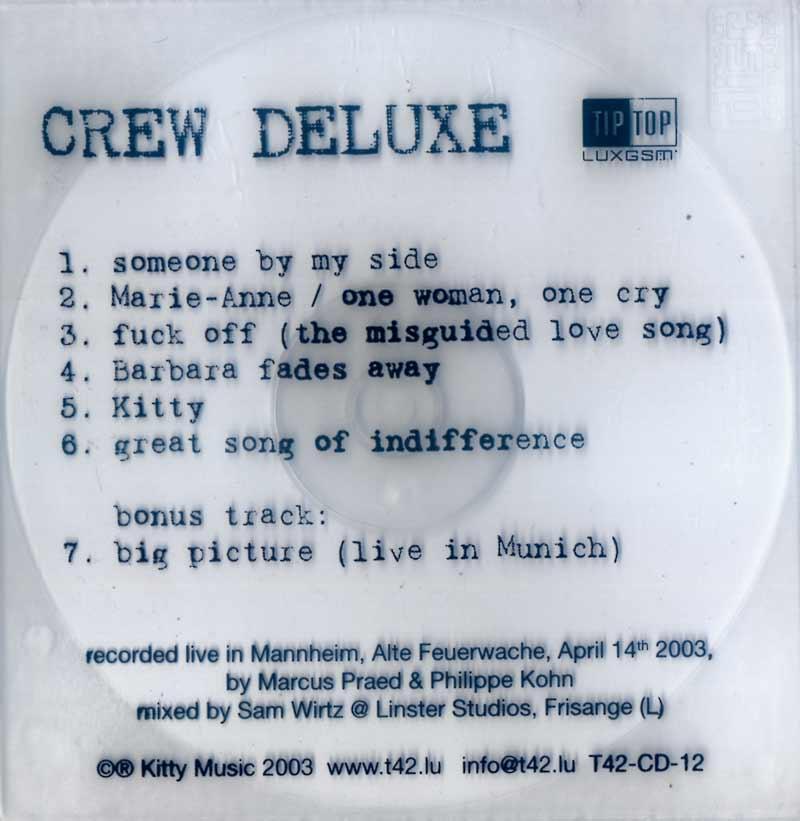 CREW DELUXE
TIP TOP
LUXGSM
1. someone by my side
2. Marie-Anne / one woman, one cry
3. fuck off (the misguided love song)
4. Barbara fades away
5. Kitty
6. great song of indifference
bonus track:
7. big picture (live in Munich)
recorded live in Mannheim, Alte Feuerwache, April 14th 2003,
by Marcus Praed & Philippe Kohn
mixed by Sam Wirtz @ Linster Studios, Frisange (L)
©® Kitty Music 2003 www.t42.lu info@t42.lu T42-CD-12